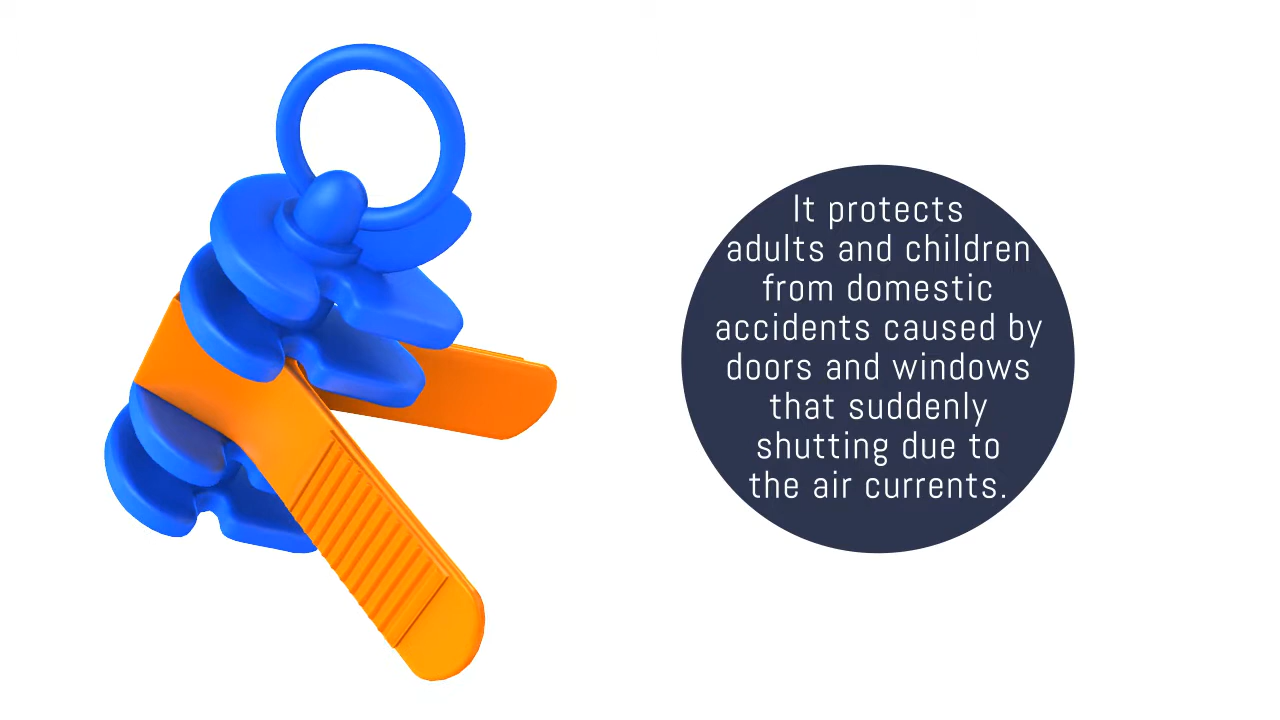 It protects
adults and children
from domestic
accidents caused by
doors and windows
that suddenly
shutting due to
the air currents.